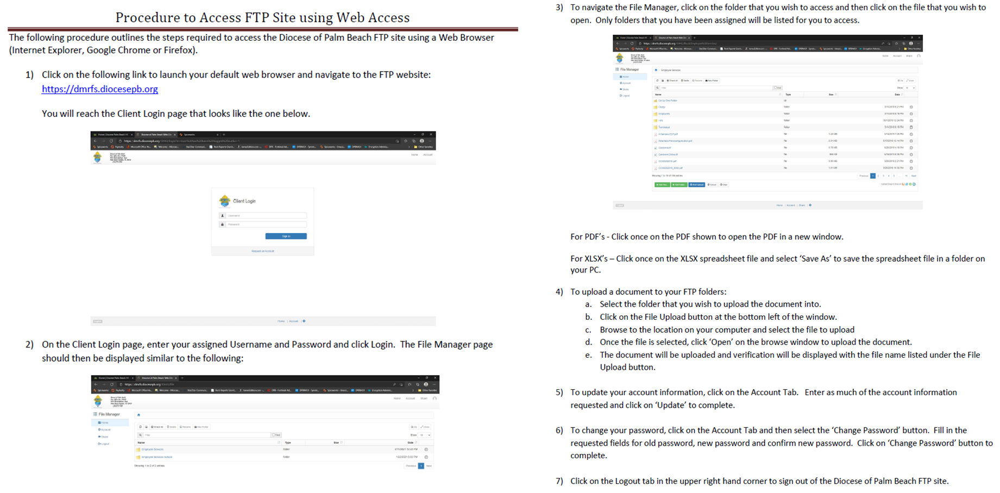 Procedure to Access FTP Site using Web Access
The following procedure outlines the steps required to access the Diocese of Palm Beach FTP site using a Web Browser
(Internet Explorer, Google Chrome or Firefox).
1) Click on the following link to launch your default web browser and navigate to the FTP website:
https://dmrfs.diocesepb.org
You will reach the Client Login page that looks like the one below.
Home Account
Client Login
Username
Password
Sign in
Request an Account
Home | Account |
2) On the Client Login page, enter your assigned Username and Password and click Login. The File Manager page
should then be displayed similar to the following:
Home Account Share
File Manager
Home
Account
Share
Logout
Name Type Size Date
Employee Services
Employee Services School
Showing 1 to 2 of 2 entries
Previous 1 Next
3) To navigate the File Manager, click on the folder that you wish to access and then click on the file that you wish to
open. Only folders that you have been assigned will be listed for you to access.
Home Account Share
File Manager
Employee Services
Home
Account
Share
Logout
Name Type Size Date
Go Up One Folder
Clergy
Terminated
Home | Account | Share |
For PDF's - Click once on the PDF shown to open the PDF in a new window.
For XLSX's – Click once on the XLSX spreadsheet file and select ‘Save As’ to save the spreadsheet file in a folder on
your PC.
4) To upload a document to your FTP folders:
a. Select the folder that you wish to upload the document into.
b. Click on the File Upload button at the bottom left of the window.
c. Browse to the location on your computer and select the file to upload
d. Once the file is selected, click ‘Open’ on the browse window to upload the document.
e. The document will be uploaded and verification will be displayed with the file name listed under the File
Upload button.
5) To update your account information, click on the Account Tab. Enter as much of the account information
requested and click on ‘Update’ to complete.
6) To change your password, click on the Account Tab and then select the ‘Change Password’ button. Fill in the
requested fields for old password, new password and confirm new password. Click on ‘Change Password’ button to
complete.
7) Click on the Logout tab in the upper right hand corner to sign out of the Diocese of Palm Beach FTP site.